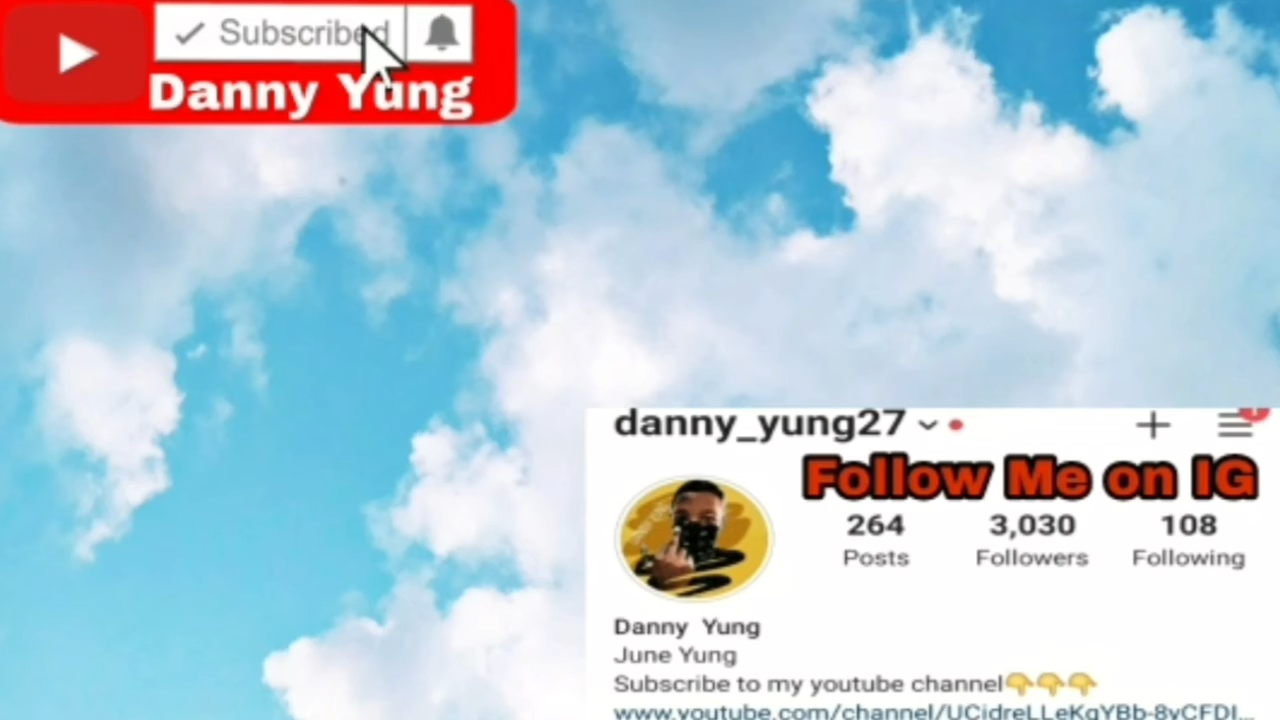 Subscribed
Danny Yung
danny_yung27
Follow Me on IG
264 3,030 108
Posts Followers Following
Danny Yung
June Yung
Subscribe to my youtube channel👇👇👇